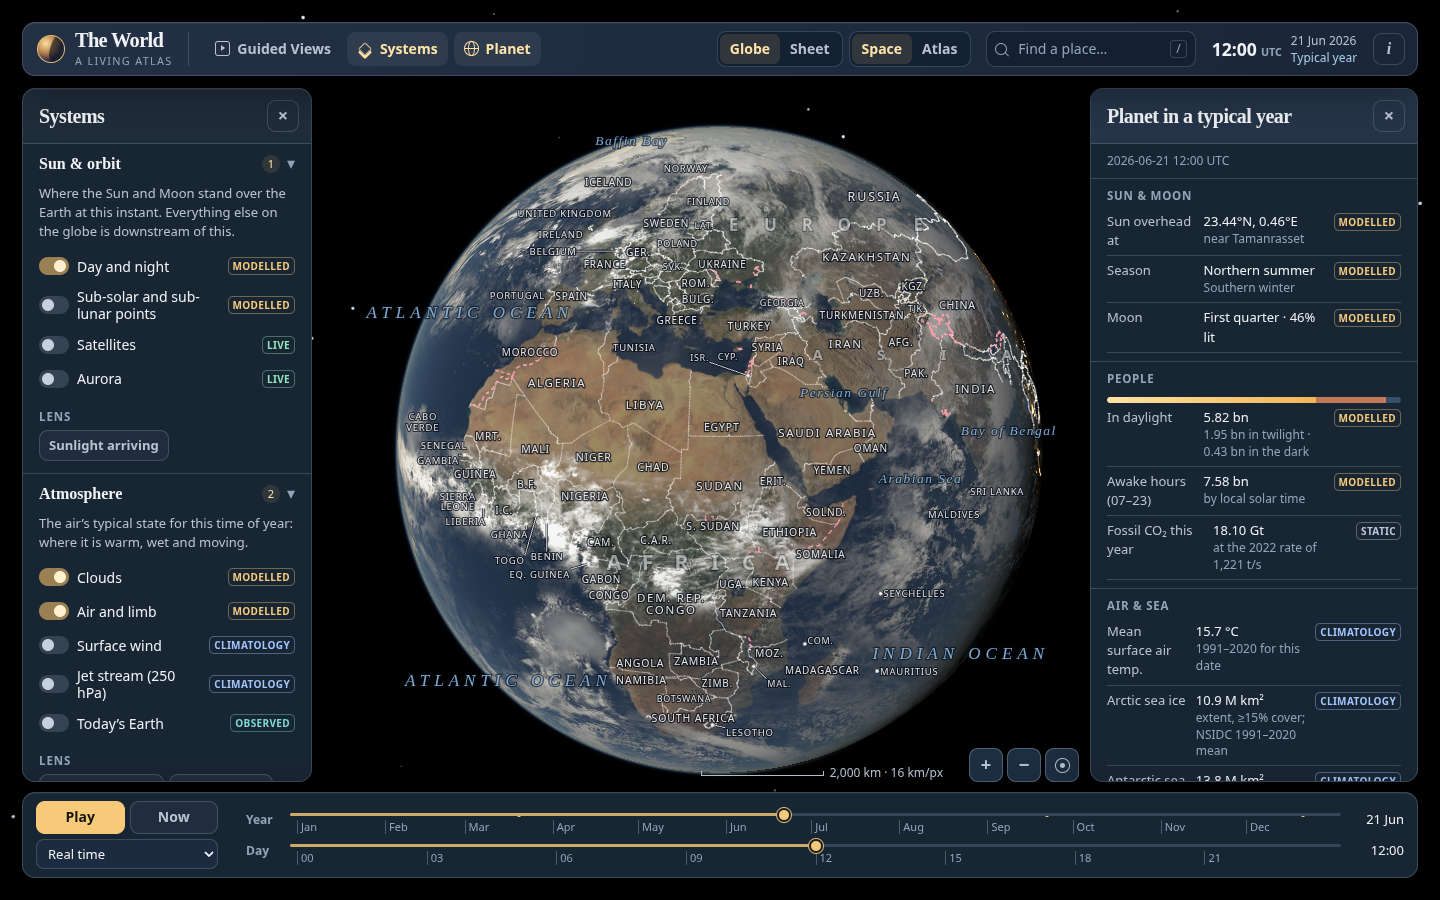 The World
A LIVING ATLAS
Guided Views
Systems
Planet
Globe
Sheet
Space
Atlas
Find a place...
/
12:00 UTC
21 Jun 2026
Typical year
i
Systems
×
Sun & orbit
1
Where the Sun and Moon stand over the
Earth at this instant. Everything else on
the globe is downstream of this.
Day and night
MODELLED
Sub-solar and sub-
lunar points
MODELLED
Satellites
LIVE
Aurora
LIVE
LENS
Sunlight arriving
Atmosphere
2
The air's typical state for this time of year:
where it is warm, wet and moving.
Clouds
MODELLED
Air and limb
MODELLED
Surface wind
CLIMATOLOGY
Jet stream (250
hPa)
CLIMATOLOGY
Today's Earth
OBSERVED
LENS
Baffin Bay
NORWAY
ICELAND
RUSSIA
FINLAND
UNITED KINGDOM
SWEDEN
LAT.
EUROPE
IRELAND
POLAND
BELGIUM
GER.
KAZAKHSTAN
FRANCE
SVK.
UKRAINE
ITALY
ROM.
UZB.
KGZ.
PORTUGAL
SPAIN
BULG.
GEORGIA
TJK.
CHINA
ATLANTIC OCEAN
GREECE
TURKEY
TURKMENISTAN
MOROCCO
TUNISIA
ISR.
CYP.
SYRIA
IRAQ
IRAN
AFG.
ASIA
ALGERIA
PAK.
LIBYA
Persian Gulf
INDIA
CABO
VERDE
EGYPT
SAUDI ARABIA
Bay of Bengal
MRT.
SENEGAL
MALI
OMAN
GAMBIA
NIGER
CHAD
YEMEN
GUINEA
B.F.
SUDAN
ERIT.
Arabian Sea
SRI LANKA
SIERRA
LEONE
I.C.
NIGERIA
LIBERIA
SOLND.
MALDIVES
GHANA
CAM.
C.A.R.
S. SUDAN
ETHIOPIA
TOGO
BENIN
SOMALIA
AFRICA
EQ. GUINEA
GABON
UGA.
KENYA
CONGO
DEM. REP.
CONGO
SEYCHELLES
TANZANIA
COM.
ANGOLA
ZAMBIA
MOZ.
INDIAN OCEAN
MADAGASCAR
MAURITIUS
ATLANTIC OCEAN
NAMIBIA
ZIMB.
MAL.
BOTSWANA
SOUTH AFRICA
LESOTHO
2,000 km · 16 km/px
+
−
Planet in a typical year
×
2026-06-21 12:00 UTC
SUN & MOON
Sun overhead
at
23.44°N, 0.46°E
near Tamanrasset
MODELLED
Season
Northern summer
Southern winter
MODELLED
Moon
First quarter · 46%
lit
MODELLED
PEOPLE
In daylight
5.82 bn
1.95 bn in twilight ·
0.43 bn in the dark
MODELLED
Awake hours
(07–23)
7.58 bn
by local solar time
MODELLED
Fossil CO₂ this
year
18.10 Gt
at the 2022 rate of
1,221 t/s
STATIC
AIR & SEA
Mean
surface air
temp.
15.7 °C
1991–2020 for this
date
CLIMATOLOGY
Arctic sea ice
10.9 M km²
extent, ≥15% cover;
NSIDC 1991–2020
mean
CLIMATOLOGY
Antarctic sea
13.8 M km²
CLIMATOLOGY
Play
Now
Real time
Year
Jan
Feb
Mar
Apr
May
Jun
Jul
Aug
Sep
Oct
Nov
Dec
21 Jun
Day
00
03
06
09
12
15
18
21
12:00